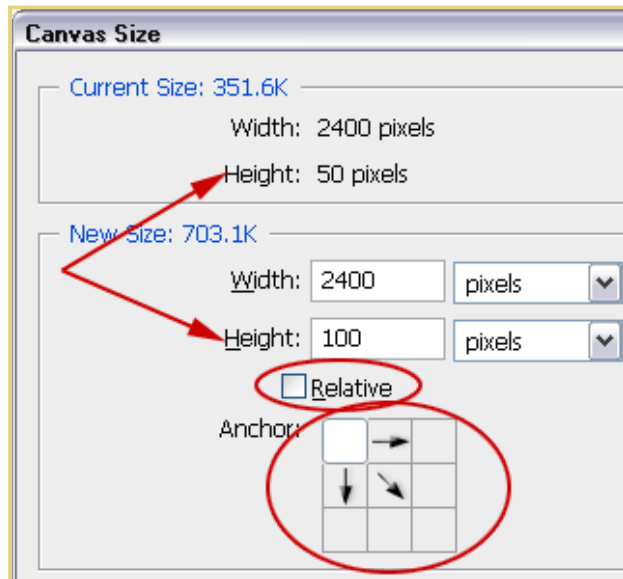 Canvas Size
Current Size: 351.6K
Width: 2400 pixels
Height: 50 pixels
New Size: 703.1K
Width: 2400 pixels
Height: 100 pixels
Relative
Anchor: